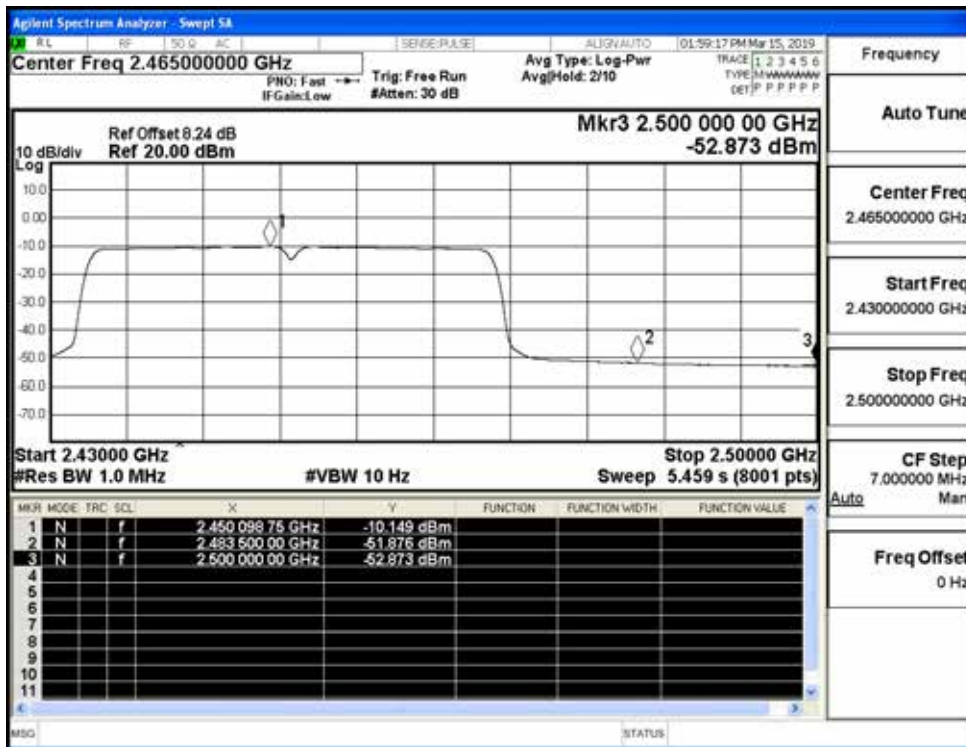 Agilent Spectrum Analyzer - Swept SA
RL RF 50 Ω AC SENSE:PULSE ALIGN AUTO 01:59:17 PM Mar 15, 2019
Center Freq 2.465000000 GHz
PNO: Fast
IFGain:Low
Trig: Free Run
#Atten: 30 dB
Avg Type: Log-Pwr
Avg|Hold: 2/10
TRACE 1 2 3 4 5 6
TYPE MWWWWW
DET P P P P P P
Frequency
Auto Tune
Center Freq
2.465000000 GHz
Start Freq
2.430000000 GHz
Stop Freq
2.500000000 GHz
CF Step
7.000000 MHz
Auto Man
Freq Offset
0 Hz
Mkr3 2.500 000 00 GHz
-52.873 dBm
Ref Offset 8.24 dB
10 dB/div Ref 20.00 dBm
Log
10.0
0.00
-10.0
-20.0
-30.0
-40.0
-50.0
-60.0
-70.0
1
2
3
Start 2.43000 GHz Stop 2.50000 GHz
#Res BW 1.0 MHz #VBW 10 Hz Sweep 5.459 s (8001 pts)
MKR MODE TRC SCL X Y FUNCTION FUNCTION WIDTH FUNCTION VALUE
1 N f 2.450 098 75 GHz -10.149 dBm
2 N f 2.483 500 00 GHz -51.876 dBm
3 N f 2.500 000 00 GHz -52.873 dBm
4
5
6
7
8
9
10
11
MSG STATUS